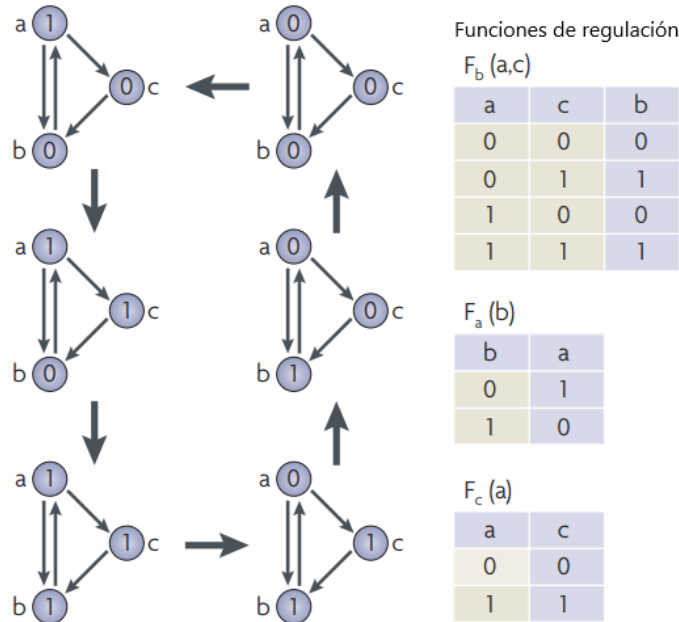 a 1
0 c
b 0
a 0
0 c
b 0
a 1
1 c
b 0
a 0
0 c
b 1
a 1
1 c
b 1
a 0
1 c
b 1
Funciones de regulación
F_b (a,c)
a c b
0 0 0
0 1 1
1 0 0
1 1 1
F_a (b)
b a
0 1
1 0
F_c (a)
a c
0 0
1 1